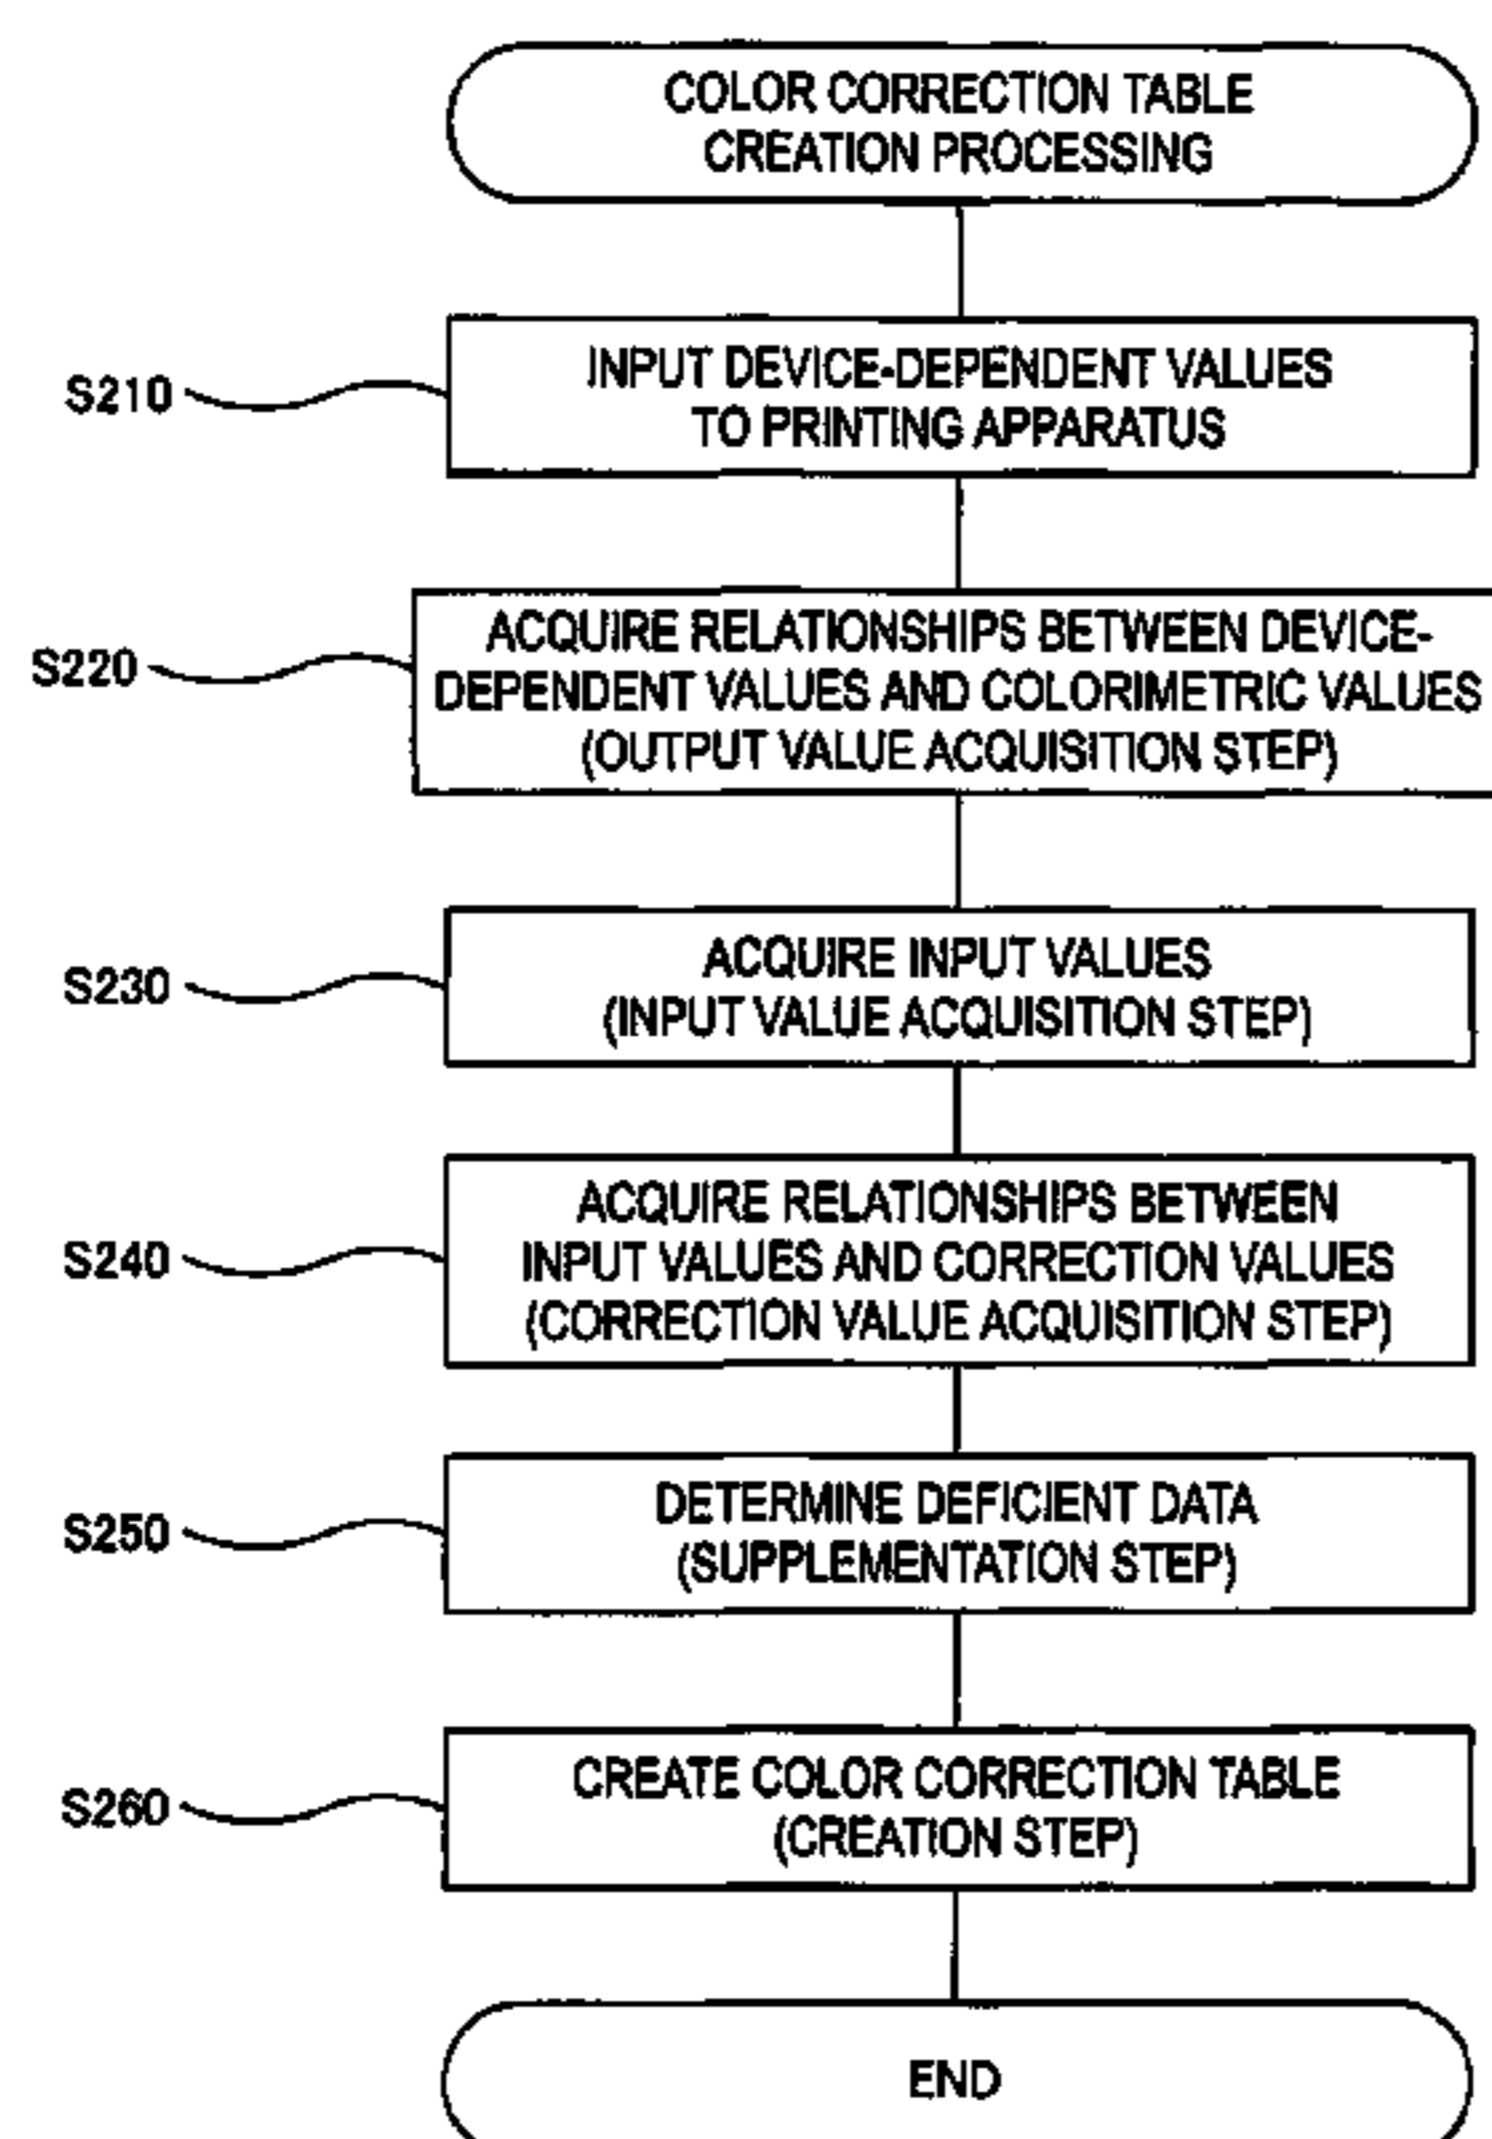 COLOR CORRECTION TABLE
CREATION PROCESSING
S210
INPUT DEVICE-DEPENDENT VALUES
TO PRINTING APPARATUS
S220
ACQUIRE RELATIONSHIPS BETWEEN DEVICE-
DEPENDENT VALUES AND COLORIMETRIC VALUES
(OUTPUT VALUE ACQUISITION STEP)
S230
ACQUIRE INPUT VALUES
(INPUT VALUE ACQUISITION STEP)
S240
ACQUIRE RELATIONSHIPS BETWEEN
INPUT VALUES AND CORRECTION VALUES
(CORRECTION VALUE ACQUISITION STEP)
S250
DETERMINE DEFICIENT DATA
(SUPPLEMENTATION STEP)
S260
CREATE COLOR CORRECTION TABLE
(CREATION STEP)
END